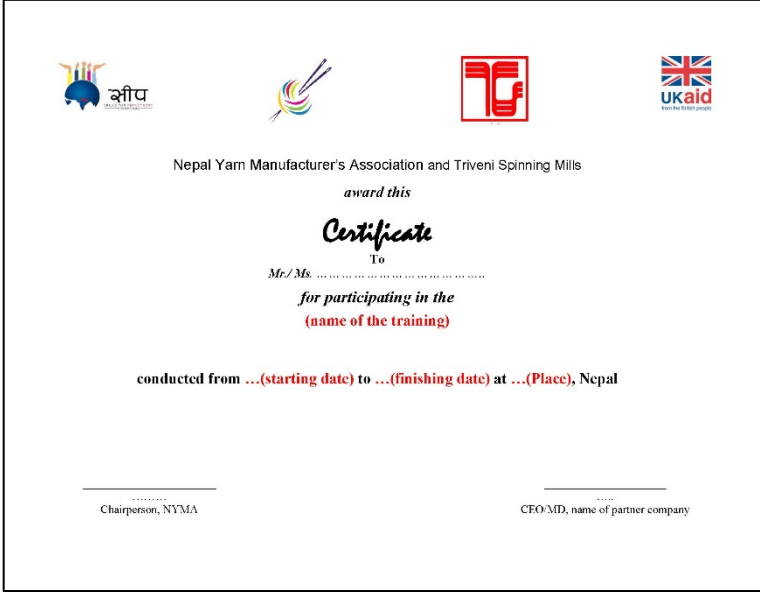 सीप
UKaid
from the British people
Nepal Yarn Manufacturer's Association and Triveni Spinning Mills
award this
Certificate
To
Mr./ Ms. ……………………………………..
for participating in the
(name of the training)
conducted from …(starting date) to …(finishing date) at …(Place), Nepal
……… …..
Chairperson, NYMA CEO/MD, name of partner company